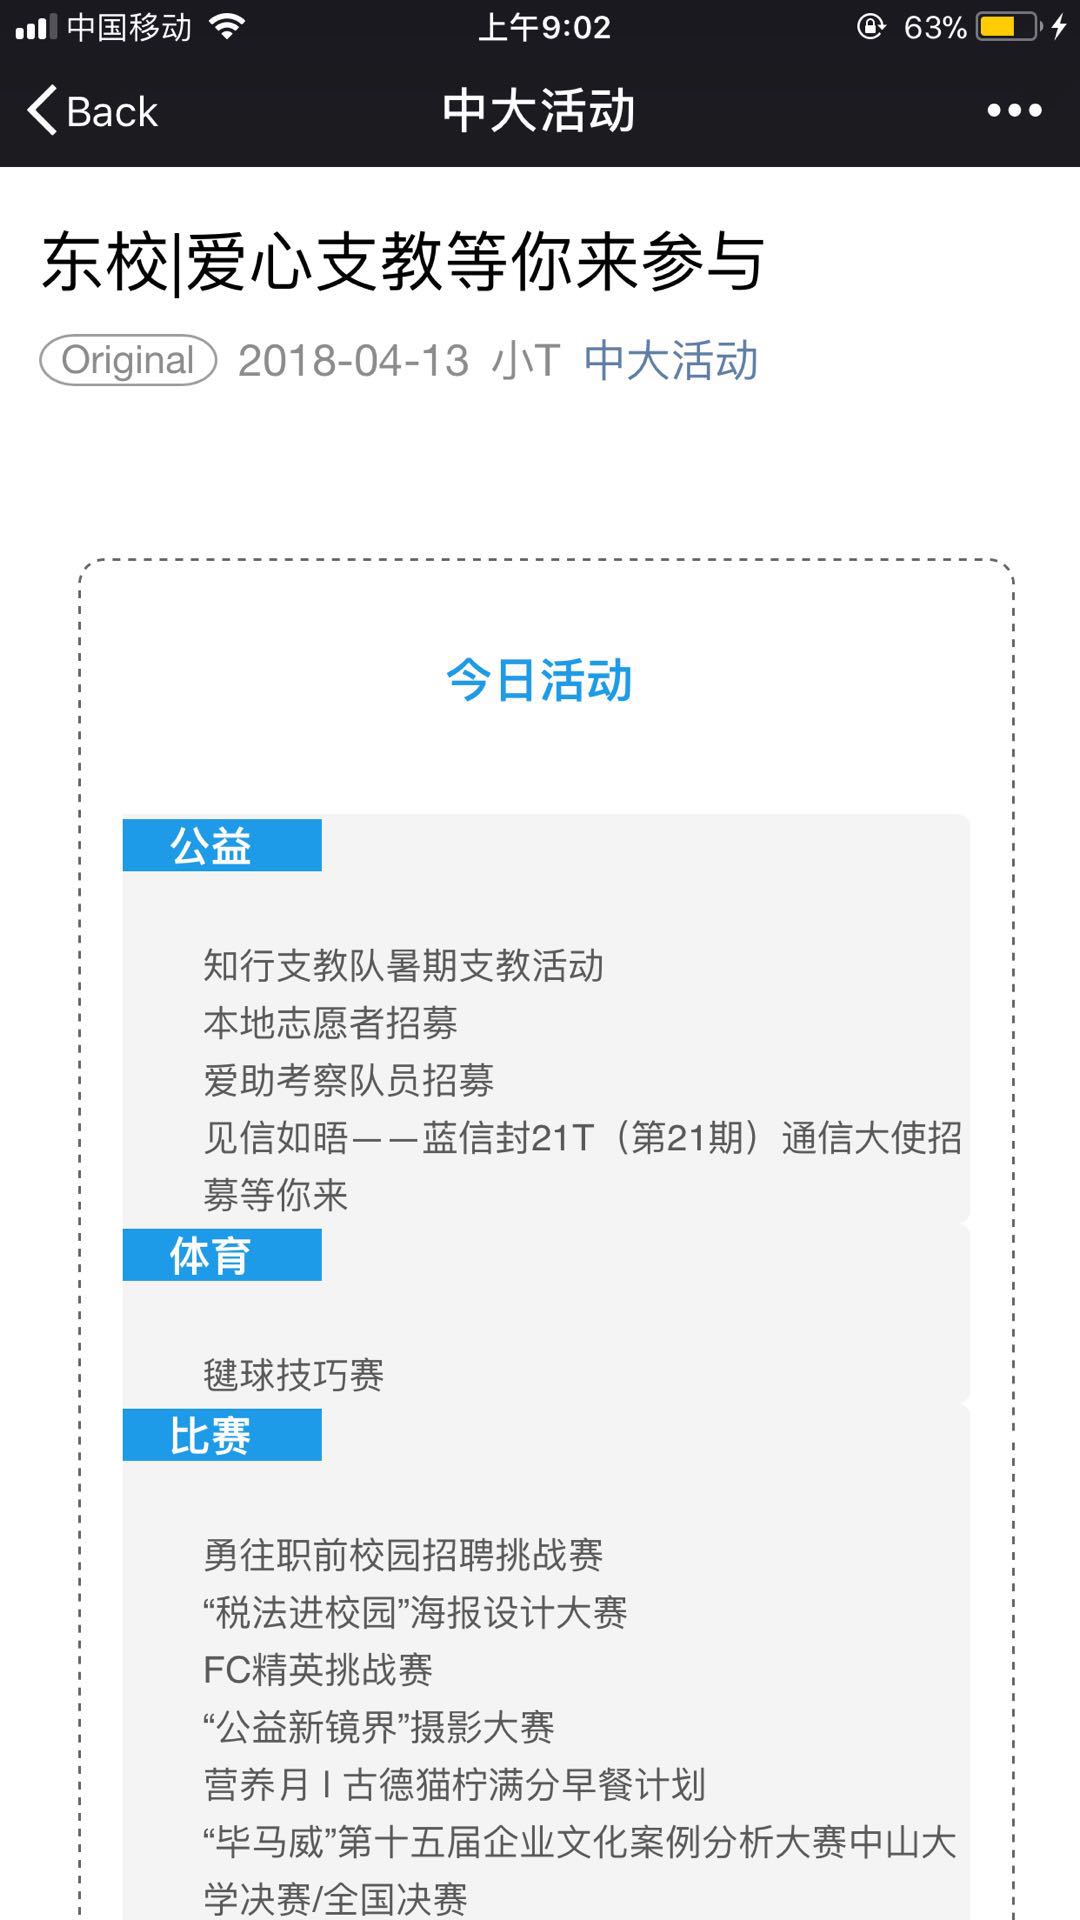 中国移动 上午9:02 63%
Back 中大活动
东校|爱心支教等你来参与
Original 2018-04-13 小T 中大活动
今日活动
公益
知行支教队暑期支教活动
本地志愿者招募
爱助考察队员招募
见信如晤——蓝信封21T（第21期）通信大使招
募等你来
体育
毽球技巧赛
比赛
勇往职前校园招聘挑战赛
“税法进校园”海报设计大赛
FC精英挑战赛
“公益新镜界”摄影大赛
营养月 I 古德猫柠满分早餐计划
“毕马威”第十五届企业文化案例分析大赛中山大
学决赛/全国决赛